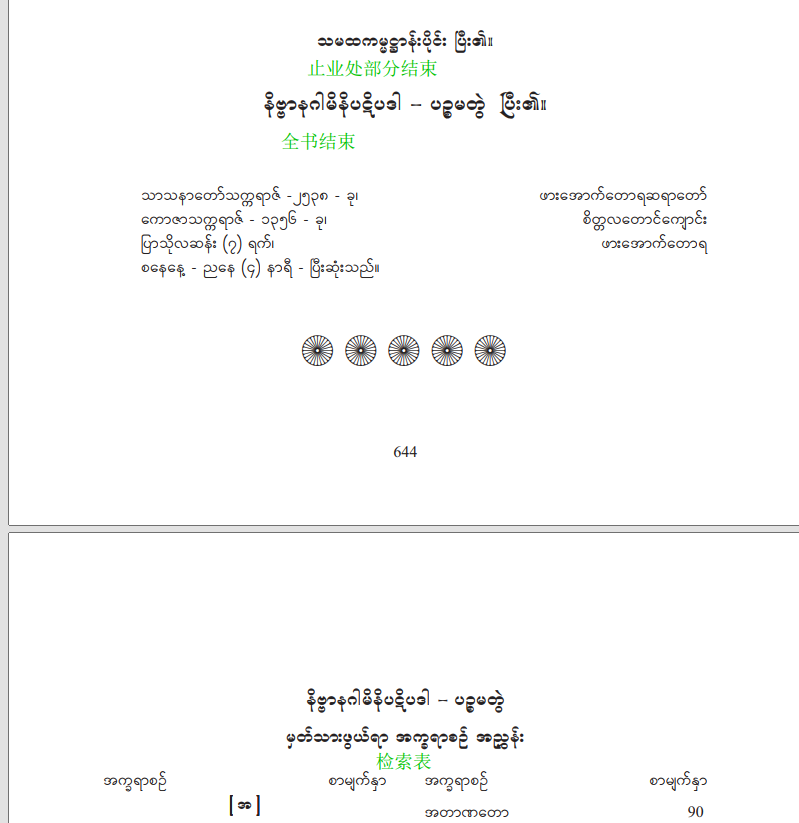 သမထကမ္မဋ္ဌာန်းပိုင်း ပြီး၏။
止业处部分结束
နိဗ္ဗာနဂါမိနိပဋိပဒါ – ပဉ္စမတွဲ ပြီး၏။
全书结束
သာသနာတော်သက္ကရာဇ် -၂၅၃၈ - ခု၊ ဖားအောက်တောရဆရာတော်
ကောဇာသက္ကရာဇ် - ၁၃၅၆ - ခု၊ စိတ္တလတောင်ကျောင်း
ပြာသိုလဆန်း (၇) ရက်၊ ဖားအောက်တောရ
စနေနေ့ - ညနေ (၄) နာရီ - ပြီးဆုံးသည်။
644
နိဗ္ဗာနဂါမိနိပဋိပဒါ – ပဉ္စမတွဲ
မှတ်သားဖွယ်ရာ အက္ခရာစဉ် အညွှန်း
检索表
အက္ခရာစဉ် စာမျက်နှာ အက္ခရာစဉ် စာမျက်နှာ
[ အ ]
အတာဏတော 90